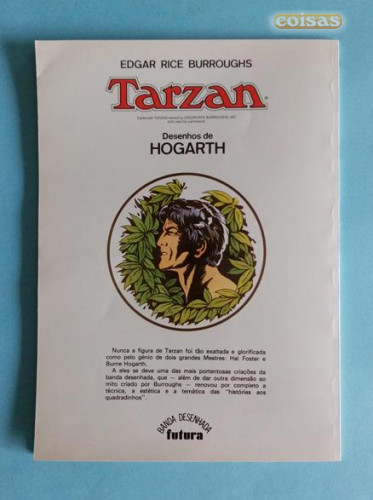 coisas
EDGAR RICE BURROUGHS
Tarzan
Desenhos de
HOGARTH
Nunca a figura de Tarzan foi tão exaltada e glorificada
como pelo génio de dois grandes Mestres: Hal Foster e
Burne Hogarth.
A eles se deve uma das mais portentosas criações da
banda desenhada, que — além de dar outra dimensão ao
mito criado por Burroughs — renovou por completo a
técnica, a estética e a temática das "histórias aos
quadradinhos".
BANDA DESENHADA
futura